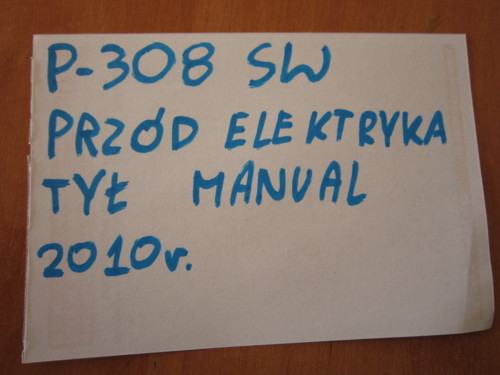 P-308 SW
PRZÓD ELEKTRYKA
TYŁ MANUAL
2010r.